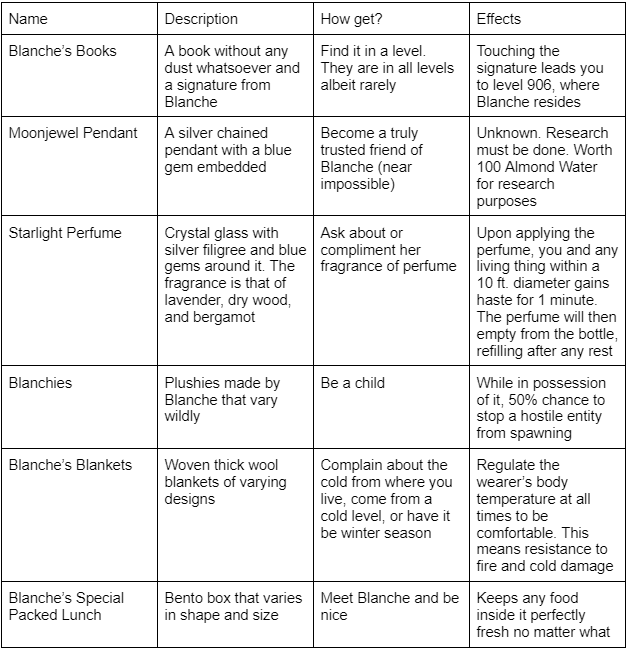 Name
Description
How get?
Effects
Blanche's Books
A book without any
dust whatsoever and
a signature from
Blanche
Find it in a level.
They are in all levels
albeit rarely
Touching the
signature leads you
to level 906, where
Blanche resides
Moonjewel Pendant
A silver chained
pendant with a blue
gem embedded
Become a truly
trusted friend of
Blanche (near
impossible)
Unknown. Research
must be done. Worth
100 Almond Water
for research
purposes
Starlight Perfume
Crystal glass with
silver filigree and blue
gems around it. The
fragrance is that of
lavender, dry wood,
and bergamot
Ask about or
compliment her
fragrance of perfume
Upon applying the
perfume, you and any
living thing within a
10 ft. diameter gains
haste for 1 minute.
The perfume will then
empty from the bottle,
refilling after any rest
Blanchies
Plushies made by
Blanche that vary
wildly
Be a child
While in possession
of it, 50% chance to
stop a hostile entity
from spawning
Blanche's Blankets
Woven thick wool
blankets of varying
designs
Complain about the
cold from where you
live, come from a
cold level, or have it
be winter season
Regulate the
wearer's body
temperature at all
times to be
comfortable. This
means resistance to
fire and cold damage
Blanche's Special
Packed Lunch
Bento box that varies
in shape and size
Meet Blanche and be
nice
Keeps any food
inside it perfectly
fresh no matter what